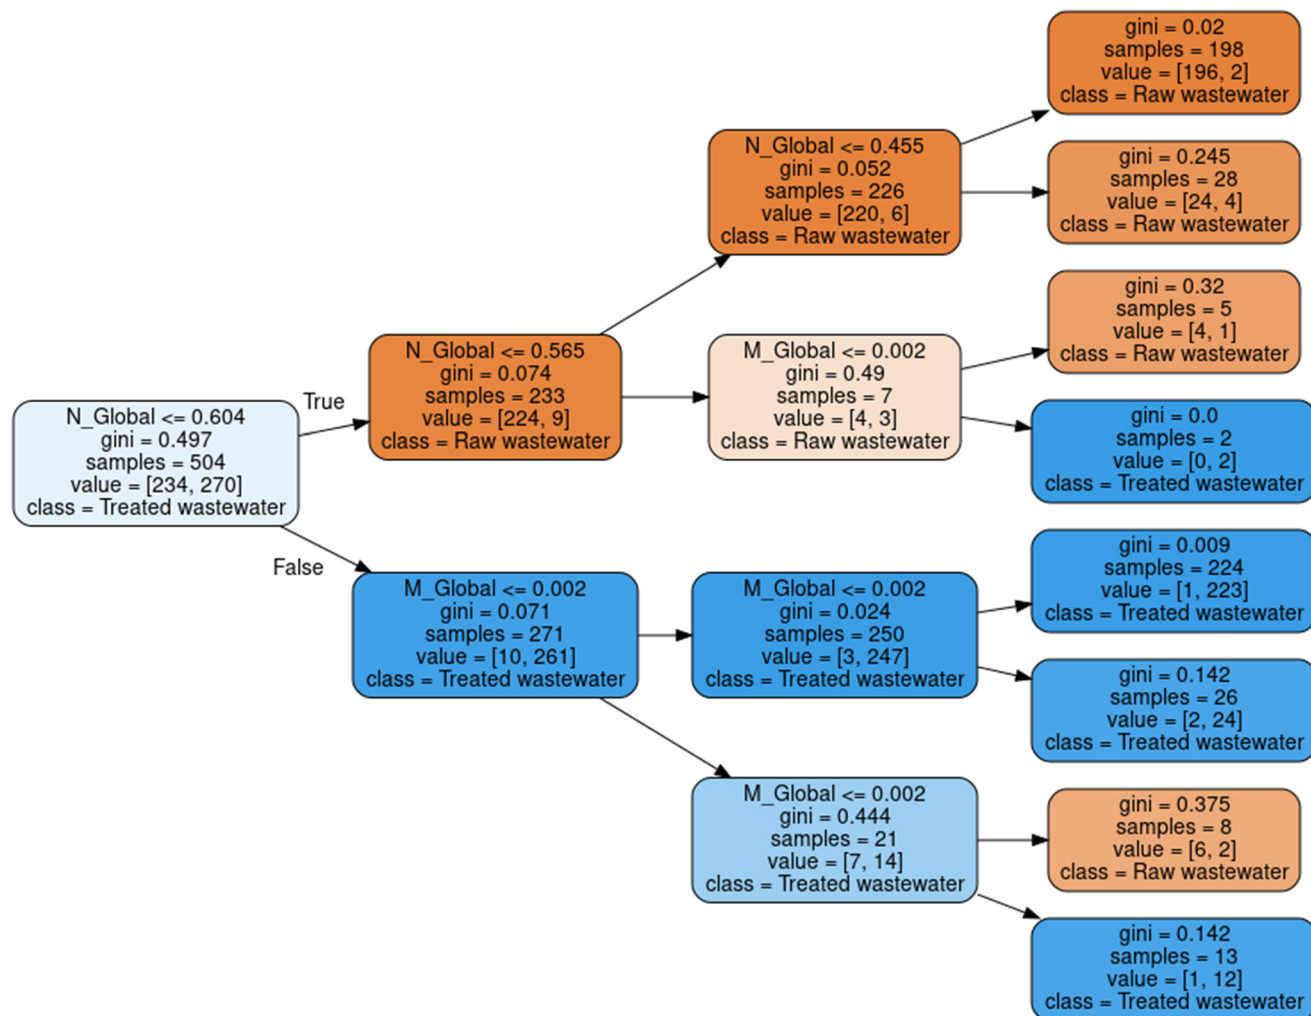 N_Global <= 0.604
gini = 0.497
samples = 504
value = [234, 270]
class = Treated wastewater
True
False
N_Global <= 0.565
gini = 0.074
samples = 233
value = [224, 9]
class = Raw wastewater
M_Global <= 0.002
gini = 0.071
samples = 271
value = [10, 261]
class = Treated wastewater
N_Global <= 0.455
gini = 0.052
samples = 226
value = [220, 6]
class = Raw wastewater
M_Global <= 0.002
gini = 0.49
samples = 7
value = [4, 3]
class = Raw wastewater
M_Global <= 0.002
gini = 0.024
samples = 250
value = [3, 247]
class = Treated wastewater
M_Global <= 0.002
gini = 0.444
samples = 21
value = [7, 14]
class = Treated wastewater
gini = 0.02
samples = 198
value = [196, 2]
class = Raw wastewater
gini = 0.245
samples = 28
value = [24, 4]
class = Raw wastewater
gini = 0.32
samples = 5
value = [4, 1]
class = Raw wastewater
gini = 0.0
samples = 2
value = [0, 2]
class = Treated wastewater
gini = 0.009
samples = 224
value = [1, 223]
class = Treated wastewater
gini = 0.142
samples = 26
value = [2, 24]
class = Treated wastewater
gini = 0.375
samples = 8
value = [6, 2]
class = Raw wastewater
gini = 0.142
samples = 13
value = [1, 12]
class = Treated wastewater